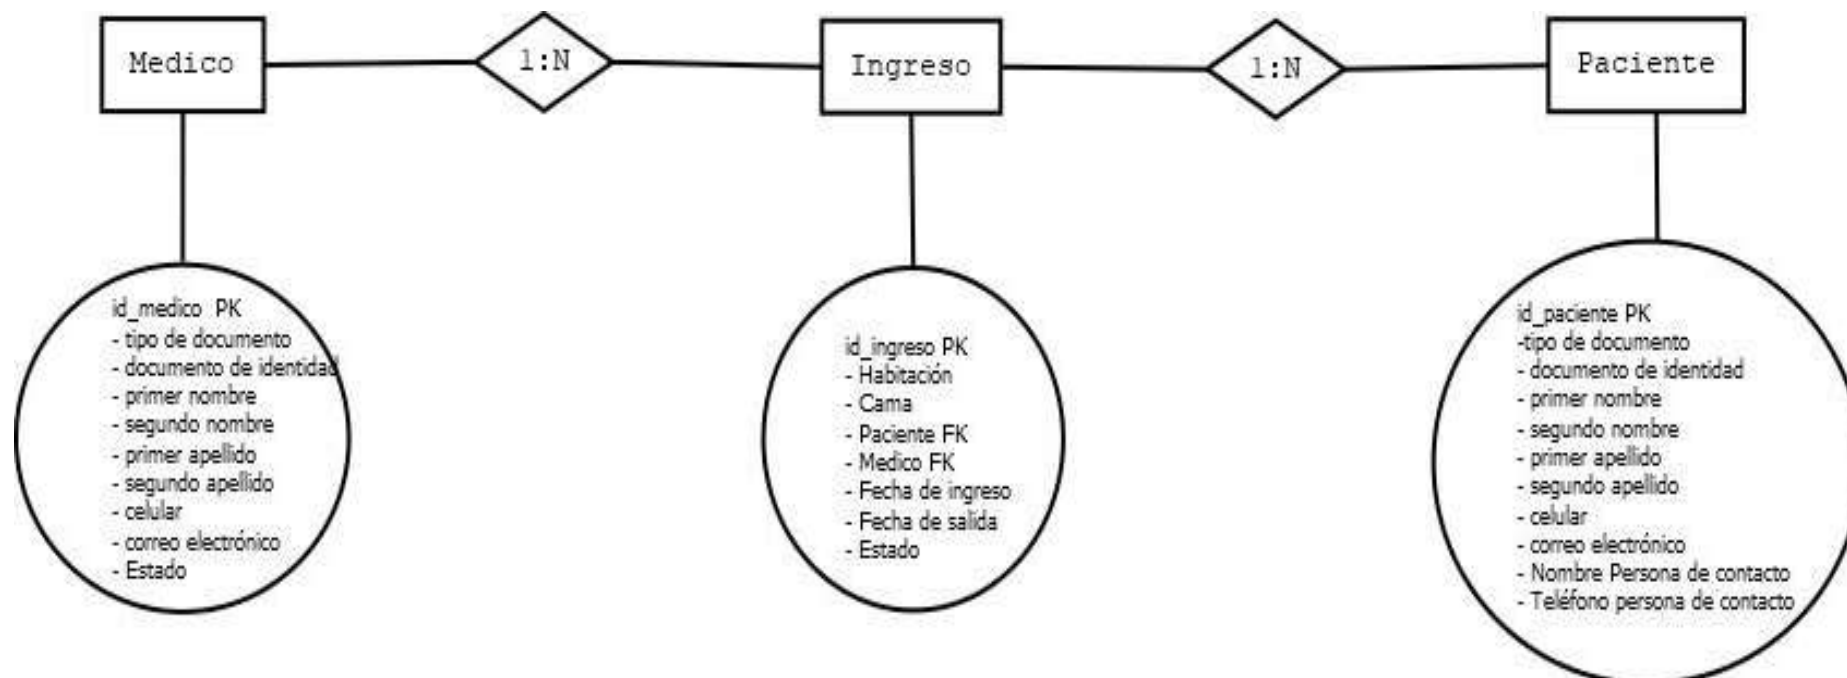 Medico
1:N
Ingreso
1:N
Paciente
id_medico PK
- tipo de documento
- documento de identidad
- primer nombre
- segundo nombre
- primer apellido
- segundo apellido
- celular
- correo electrónico
- Estado
id_ingreso PK
- Habitación
- Cama
- Paciente FK
- Medico FK
- Fecha de ingreso
- Fecha de salida
- Estado
id_paciente PK
-tipo de documento
- documento de identidad
- primer nombre
- segundo nombre
- primer apellido
- segundo apellido
- celular
- correo electrónico
- Nombre Persona de contacto
- Teléfono persona de contacto